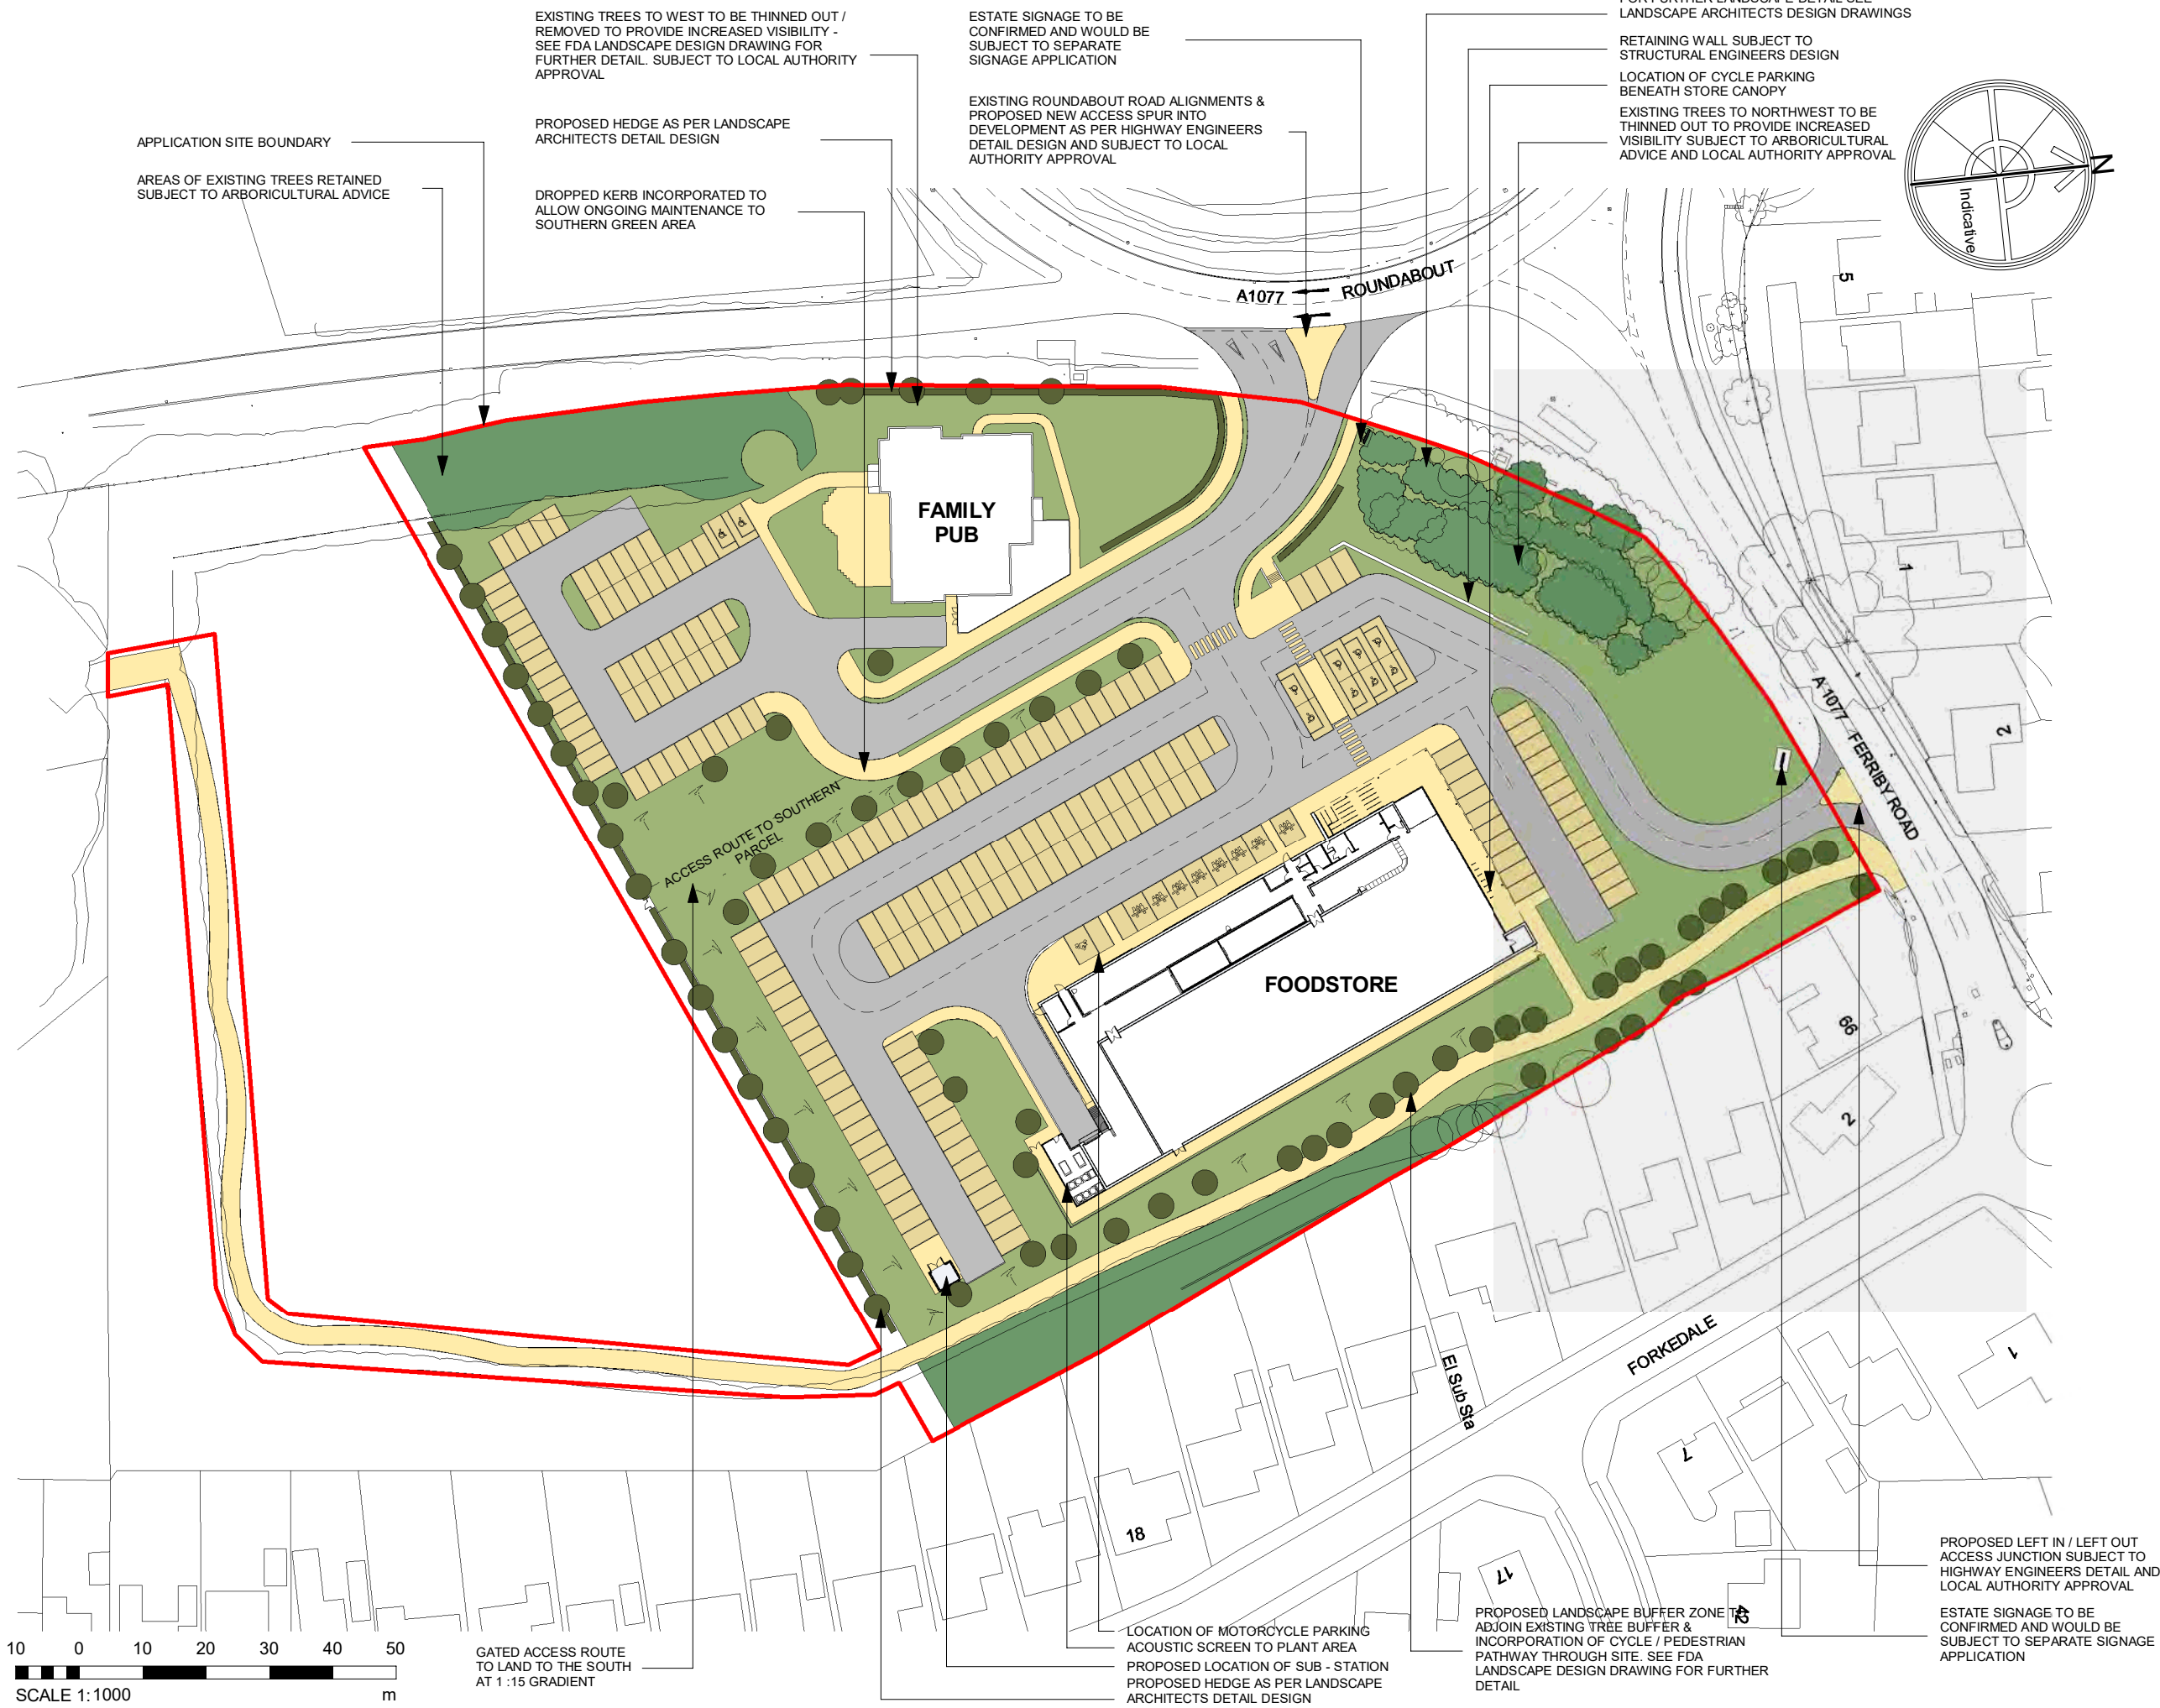 EXISTING TREES TO WEST TO BE THINNED OUT /
REMOVED TO PROVIDE INCREASED VISIBILITY -
SEE FDA LANDSCAPE DESIGN DRAWING FOR
FURTHER DETAIL. SUBJECT TO LOCAL AUTHORITY
APPROVAL
ESTATE SIGNAGE TO BE
CONFIRMED AND WOULD BE
SUBJECT TO SEPARATE
SIGNAGE APPLICATION
FOR FURTHER LANDSCAPE DETAIL SEE
LANDSCAPE ARCHITECTS DESIGN DRAWINGS
RETAINING WALL SUBJECT TO
STRUCTURAL ENGINEERS DESIGN
LOCATION OF CYCLE PARKING
BENEATH STORE CANOPY
EXISTING TREES TO NORTHWEST TO BE
THINNED OUT TO PROVIDE INCREASED
VISIBILITY SUBJECT TO ARBORICULTURAL
ADVICE AND LOCAL AUTHORITY APPROVAL
N
Indicative
PROPOSED HEDGE AS PER LANDSCAPE
ARCHITECTS DETAIL DESIGN
EXISTING ROUNDABOUT ROAD ALIGNMENTS &
PROPOSED NEW ACCESS SPUR INTO
DEVELOPMENT AS PER HIGHWAY ENGINEERS
DETAIL DESIGN AND SUBJECT TO LOCAL
AUTHORITY APPROVAL
APPLICATION SITE BOUNDARY
AREAS OF EXISTING TREES RETAINED
SUBJECT TO ARBORICULTURAL ADVICE
DROPPED KERB INCORPORATED TO
ALLOW ONGOING MAINTENANCE TO
SOUTHERN GREEN AREA
A1077
ROUNDABOUT
5
FAMILY
PUB
1
A 1077 FERRIBY ROAD
2
ACCESS ROUTE TO SOUTHERN
PARCEL
FOODSTORE
66
2
FORKEDALE
El Sub Sta
1
7
18
17
42
10 0 10 20 30 40 50
SCALE 1:1000 m
GATED ACCESS ROUTE
TO LAND TO THE SOUTH
AT 1 :15 GRADIENT
LOCATION OF MOTORCYCLE PARKING
ACOUSTIC SCREEN TO PLANT AREA
PROPOSED LOCATION OF SUB - STATION
PROPOSED HEDGE AS PER LANDSCAPE
ARCHITECTS DETAIL DESIGN
PROPOSED LANDSCAPE BUFFER ZONE TO
ADJOIN EXISTING TREE BUFFER &
INCORPORATION OF CYCLE / PEDESTRIAN
PATHWAY THROUGH SITE. SEE FDA
LANDSCAPE DESIGN DRAWING FOR FURTHER
DETAIL
PROPOSED LEFT IN / LEFT OUT
ACCESS JUNCTION SUBJECT TO
HIGHWAY ENGINEERS DETAIL AND
LOCAL AUTHORITY APPROVAL
ESTATE SIGNAGE TO BE
CONFIRMED AND WOULD BE
SUBJECT TO SEPARATE SIGNAGE
APPLICATION